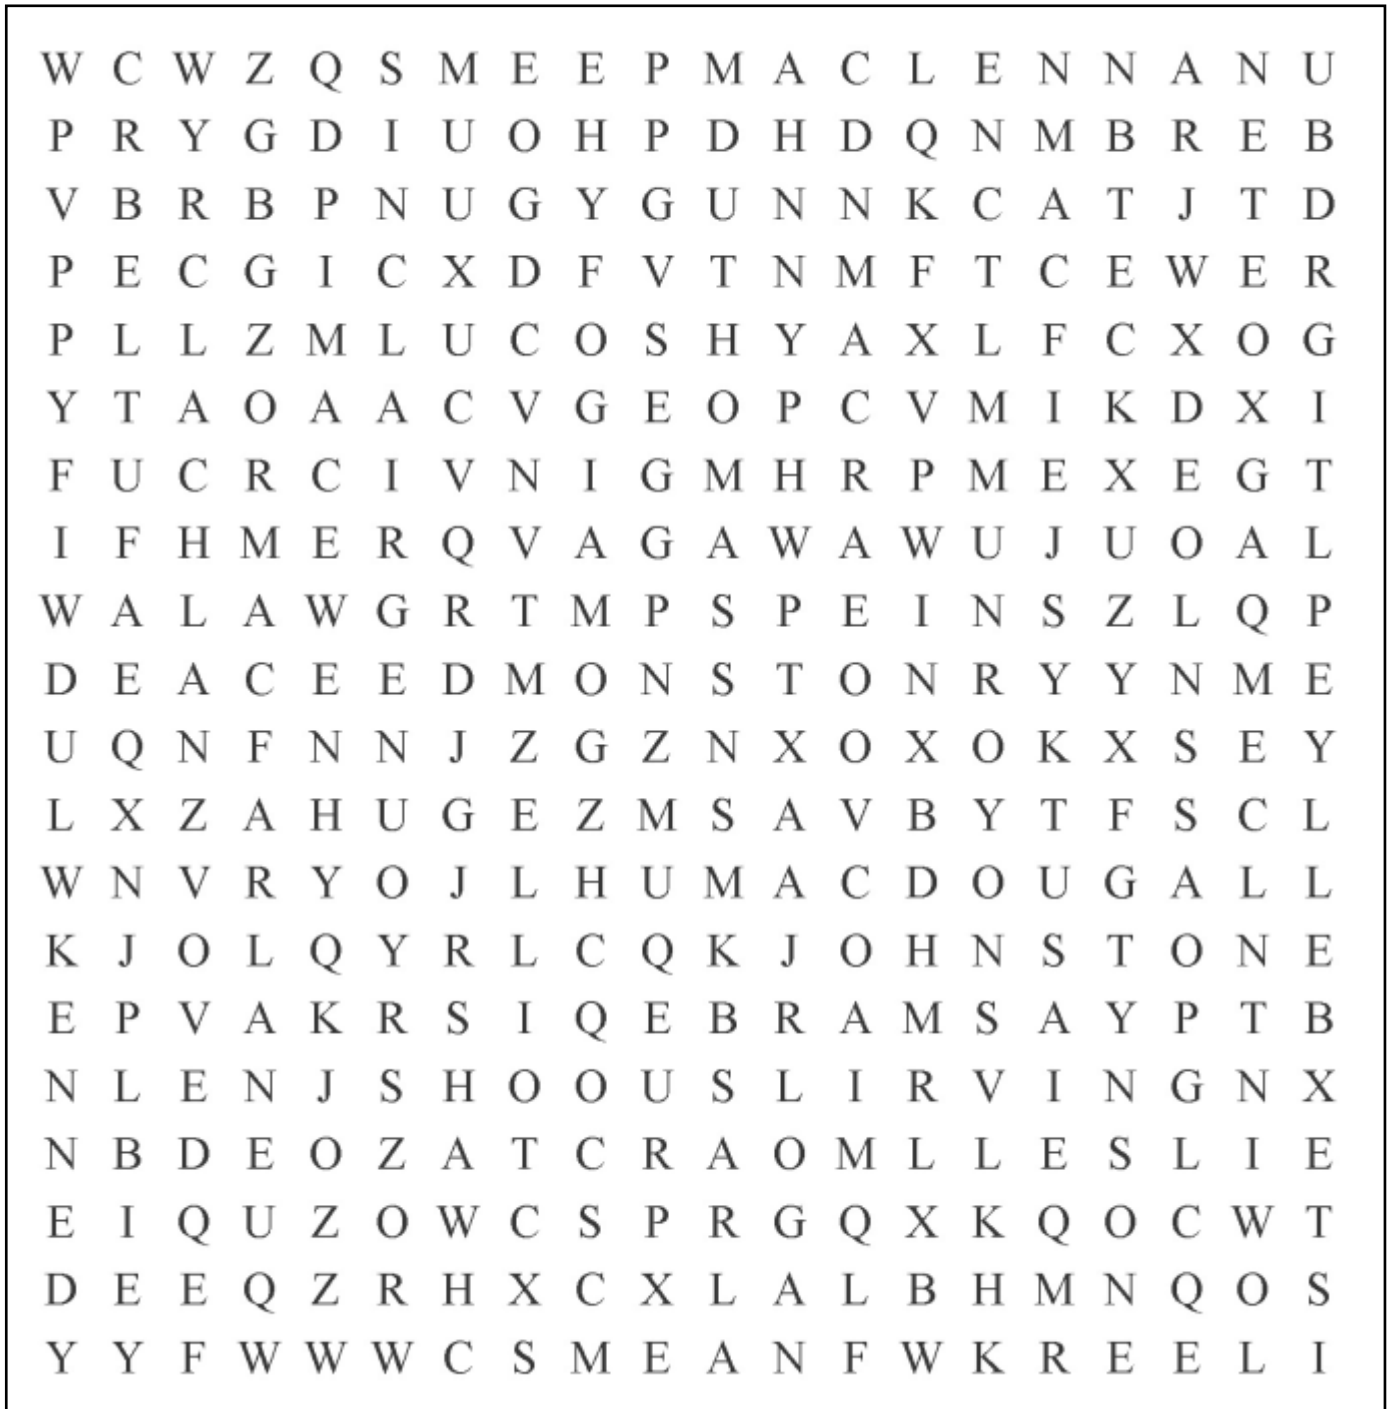 W C W Z Q S M E E P M A C L E N N A N U
P R Y G D I U O H P D H D Q N M B R E B
V B R B P N U G Y G U N N K C A T J T D
P E C G I C X D F V T N M F T C E W E R
P L L Z M L U C O S H Y A X L F C X O G
Y T A O A A C V G E O P C V M I K D X I
F U C R C I V N I G M H R P M E X E G T
I F H M E R Q V A G A W A W U J U O A L
W A L A W G R T M P S P E I N S Z L Q P
D E A C E E D M O N S T O N R Y Y N M E
U Q N F N N J Z G Z N X O X O K X S E Y
L X Z A H U G E Z M S A V B Y T F S C L
W N V R Y O J L H U M A C D O U G A L L
K J O L Q Y R L C Q K J O H N S T O N E
E P V A K R S I Q E B R A M S A Y P T B
N L E N J S H O O U S L I R V I N G N X
N B D E O Z A T C R A O M L L E S L I E
E I Q U Z O W C S P R G Q X K Q O C W T
D E E Q Z R H X C X L A L B H M N Q O S
Y Y F W W W C S M E A N F W K R E E L I